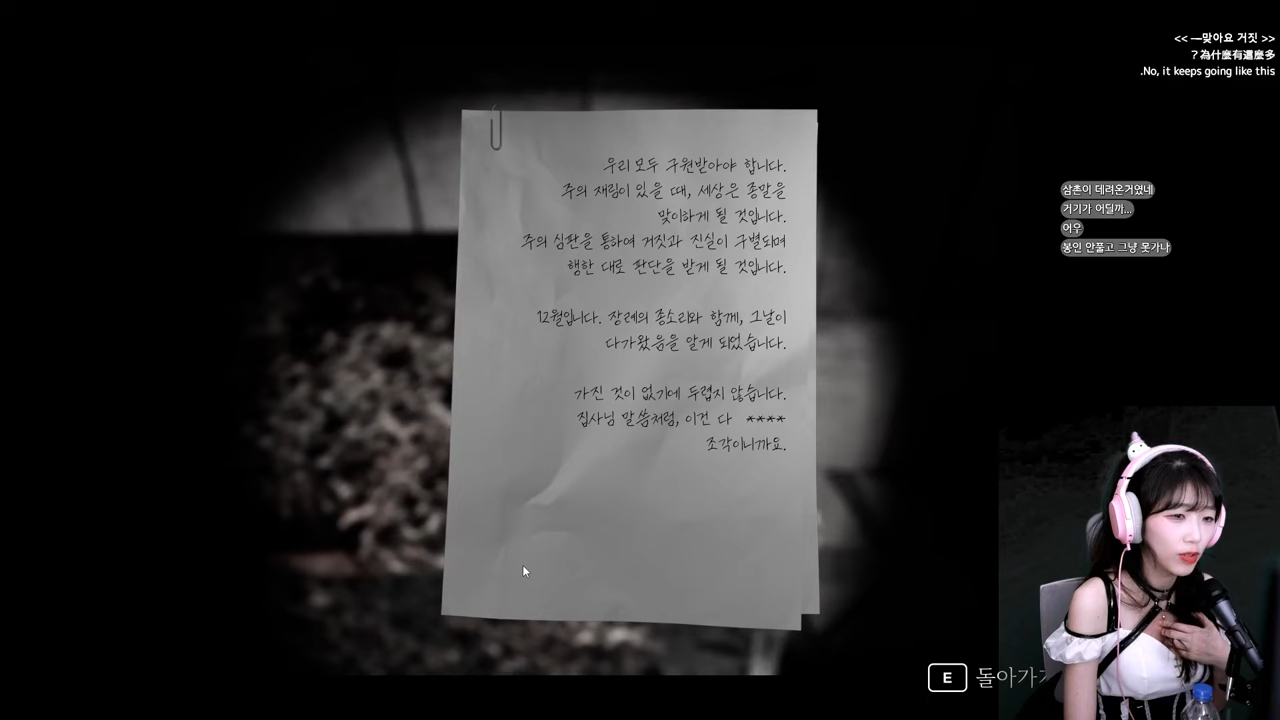 우리 모두 구원받아야 합니다.
주의 재림이 있을 때, 세상은 종말을
맞이하게 될 것입니다.
주의 심판을 통하여 거짓과 진실이 구별되며
행한 대로 판단을 받게 될 것입니다.
12월입니다. 장례의 종소리와 함께, 그날이
다가왔음을 알게 되었습니다.
가진 것이 없기에 두렵지 않습니다.
집사님 말씀처럼, 이건 다 ****
조각이니까요.
<< ㅡ맞아요 거짓 >>
? 為什麼有這麼多
.No, it keeps going like this
삼촌이 데려온거였네
거기가 어딜까...
어우
봉인 안풀고 그냥 못가나
E 돌아가기